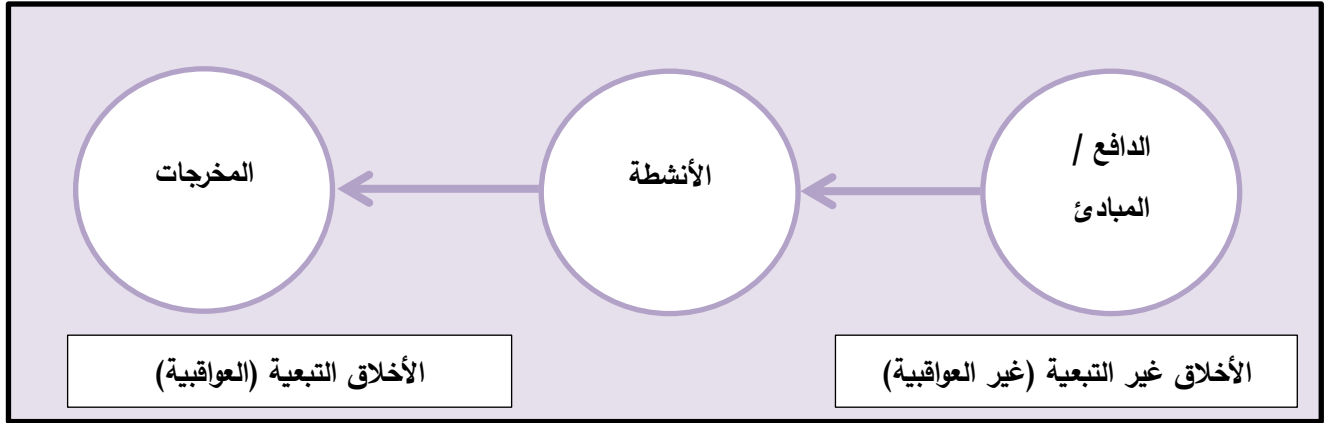 الدافع /
المبادئ
الأنشطة
المخرجات
الأخلاق غير التبعية (غير العواقبية)
الأخلاق التبعية (العواقبية)